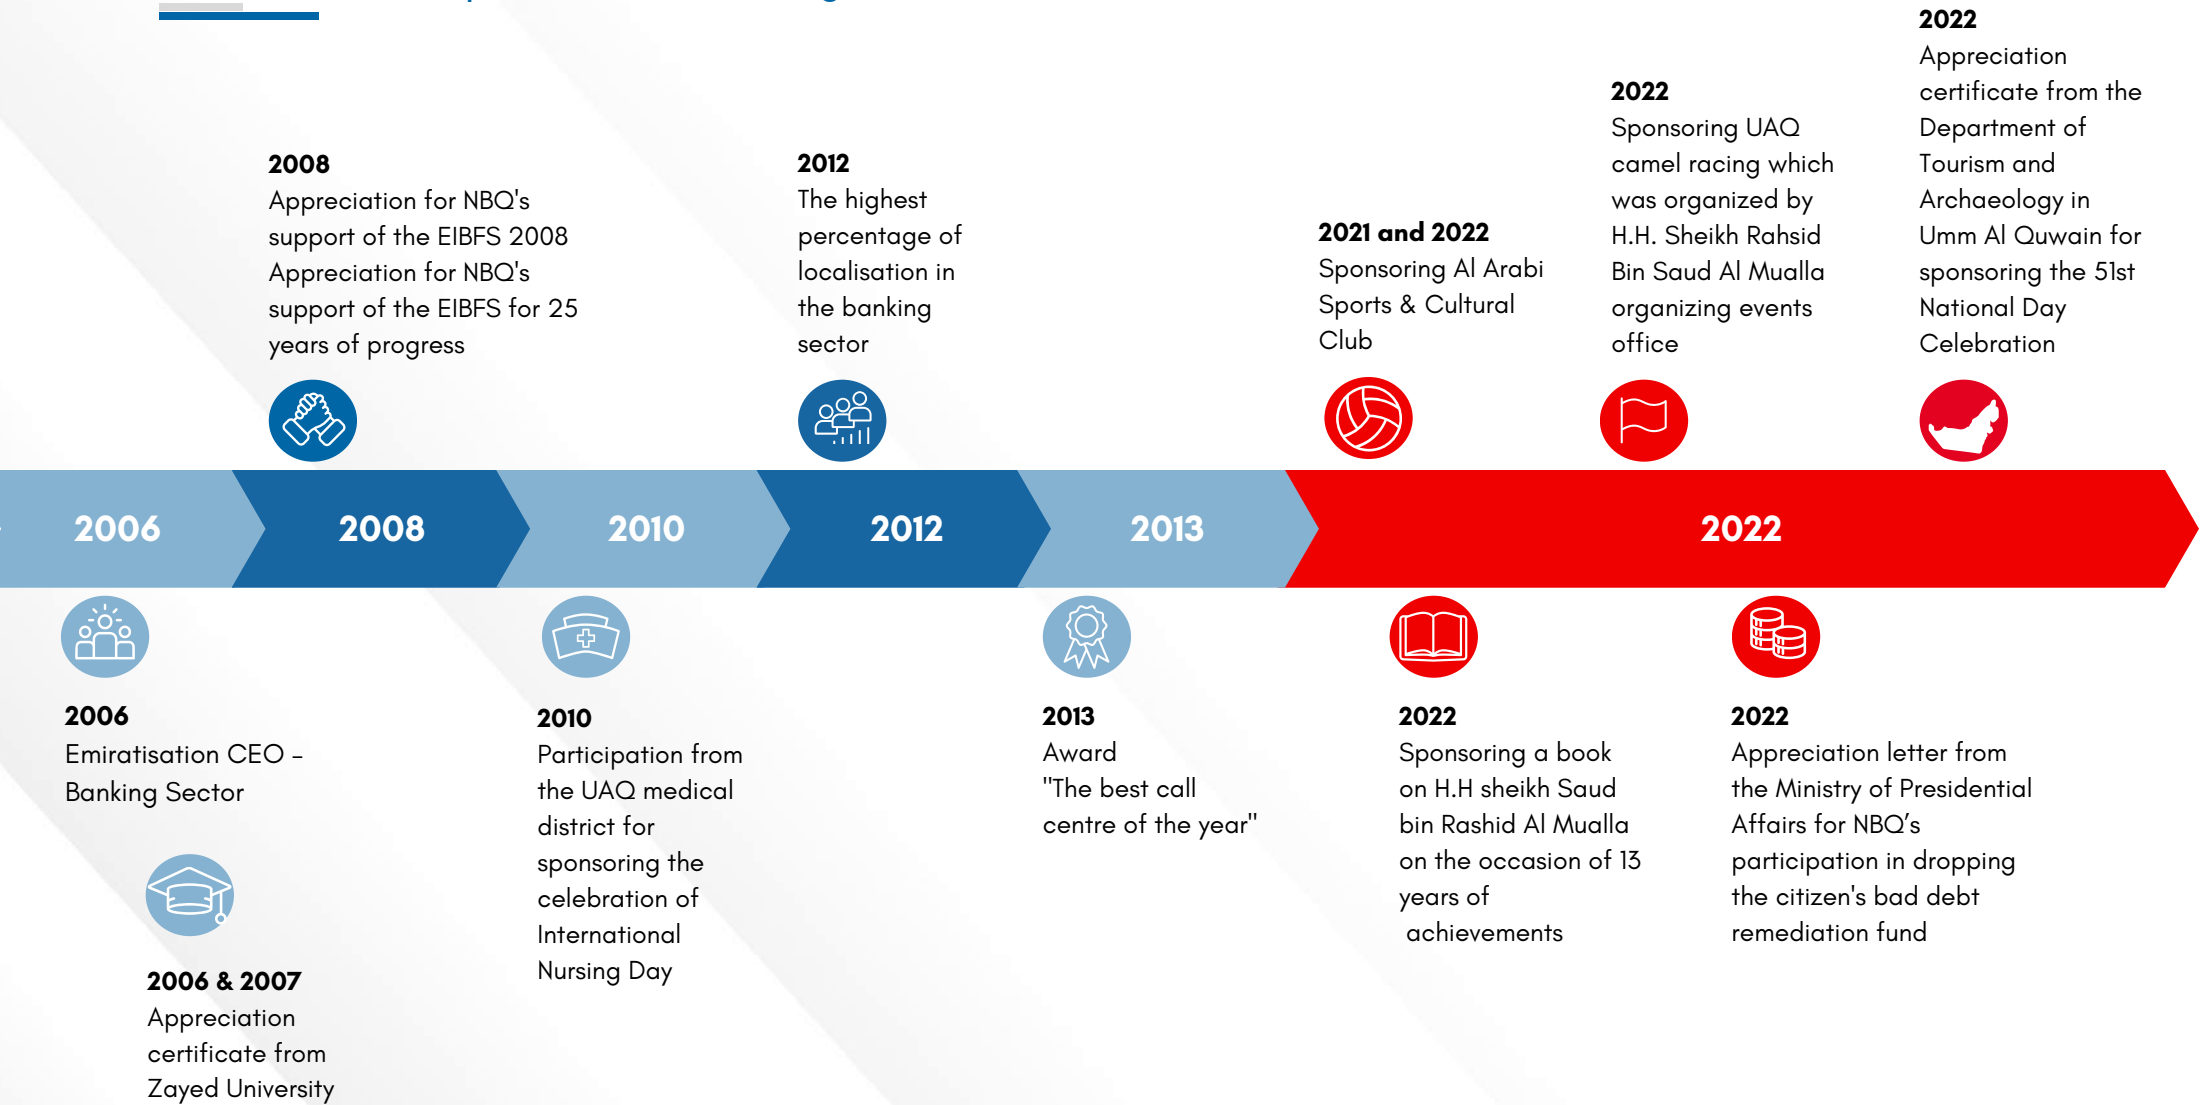 2008
Appreciation for NBQ's
support of the EIBFS 2008
Appreciation for NBQ's
support of the EIBFS for 25
years of progress
2012
The highest
percentage of
localisation in
the banking
sector
2021 and 2022
Sponsoring Al Arabi
Sports & Cultural
Club
2022
Sponsoring UAQ
camel racing which
was organized by
H.H. Sheikh Rahsid
Bin Saud Al Mualla
organizing events
office
2022
Appreciation
certificate from the
Department of
Tourism and
Archaeology in
Umm Al Quwain for
sponsoring the 51st
National Day
Celebration
2006
2008
2010
2012
2013
2022
2006
Emiratisation CEO –
Banking Sector
2006 & 2007
Appreciation
certificate from
Zayed University
2010
Participation from
the UAQ medical
district for
sponsoring the
celebration of
International
Nursing Day
2013
Award
"The best call
centre of the year"
2022
Sponsoring a book
on H.H sheikh Saud
bin Rashid Al Mualla
on the occasion of 13
years of
achievements
2022
Appreciation letter from
the Ministry of Presidential
Affairs for NBQ’s
participation in dropping
the citizen's bad debt
remediation fund